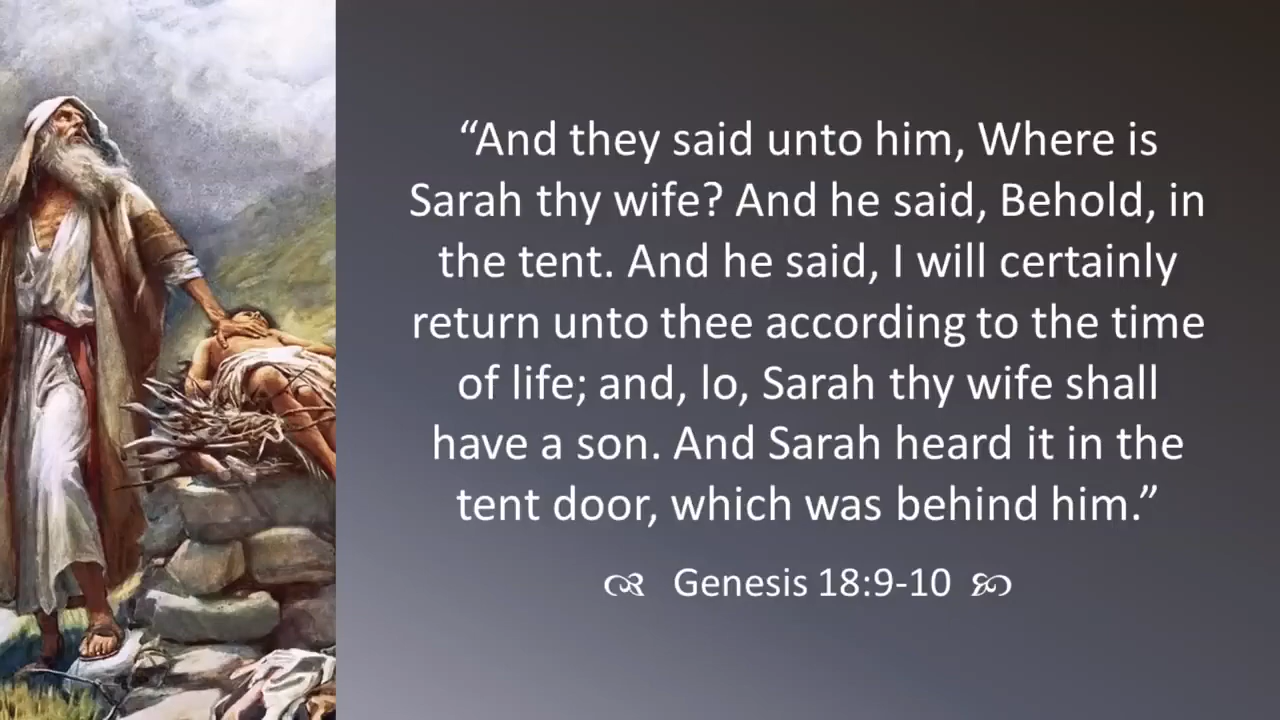 “And they said unto him, Where is
Sarah thy wife? And he said, Behold, in
the tent. And he said, I will certainly
return unto thee according to the time
of life; and, lo, Sarah thy wife shall
have a son. And Sarah heard it in the
tent door, which was behind him.”
Genesis 18:9-10